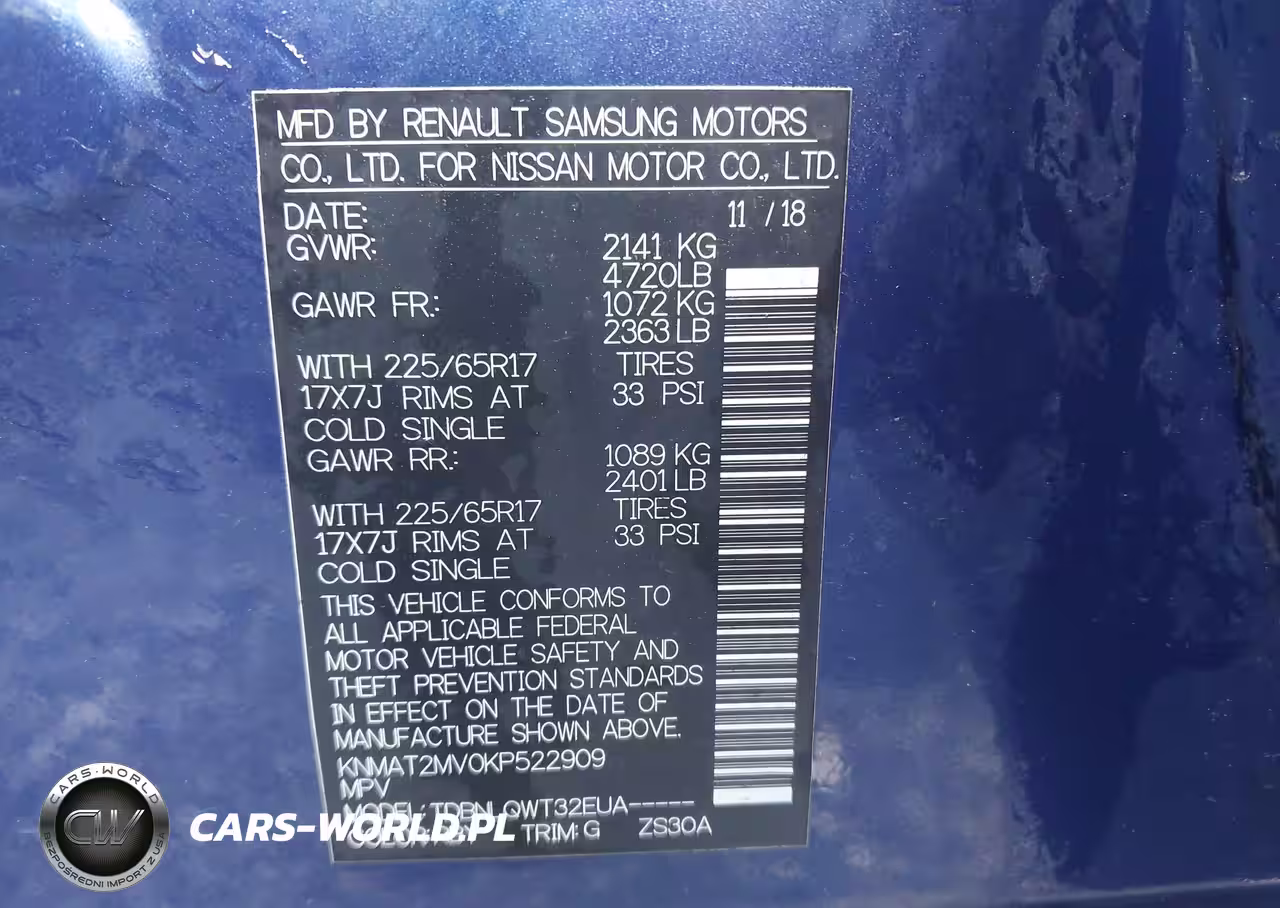 MFD BY RENAULT SAMSUNG MOTORS
CO., LTD. FOR NISSAN MOTOR CO., LTD.
DATE: 11 / 18
GVWR: 2141 KG
4720LB
GAWR FR.: 1072 KG
2363 LB
WITH 225/65R17 TIRES
17X7J RIMS AT 33 PSI
COLD SINGLE
GAWR RR.: 1089 KG
2401 LB
WITH 225/65R17 TIRES
17X7J RIMS AT 33 PSI
COLD SINGLE
THIS VEHICLE CONFORMS TO
ALL APPLICABLE FEDERAL
MOTOR VEHICLE SAFETY AND
THEFT PREVENTION STANDARDS
IN EFFECT ON THE DATE OF
MANUFACTURE SHOWN ABOVE.
KNMAT2MV0KP522909
MPV
MODEL: TDBNLQWT32EUA-----
TRIM: G ZS30A
CARS-WORLD
CW
BEZPOŚREDNI IMPORT Z USA
CARS-WORLD.PL